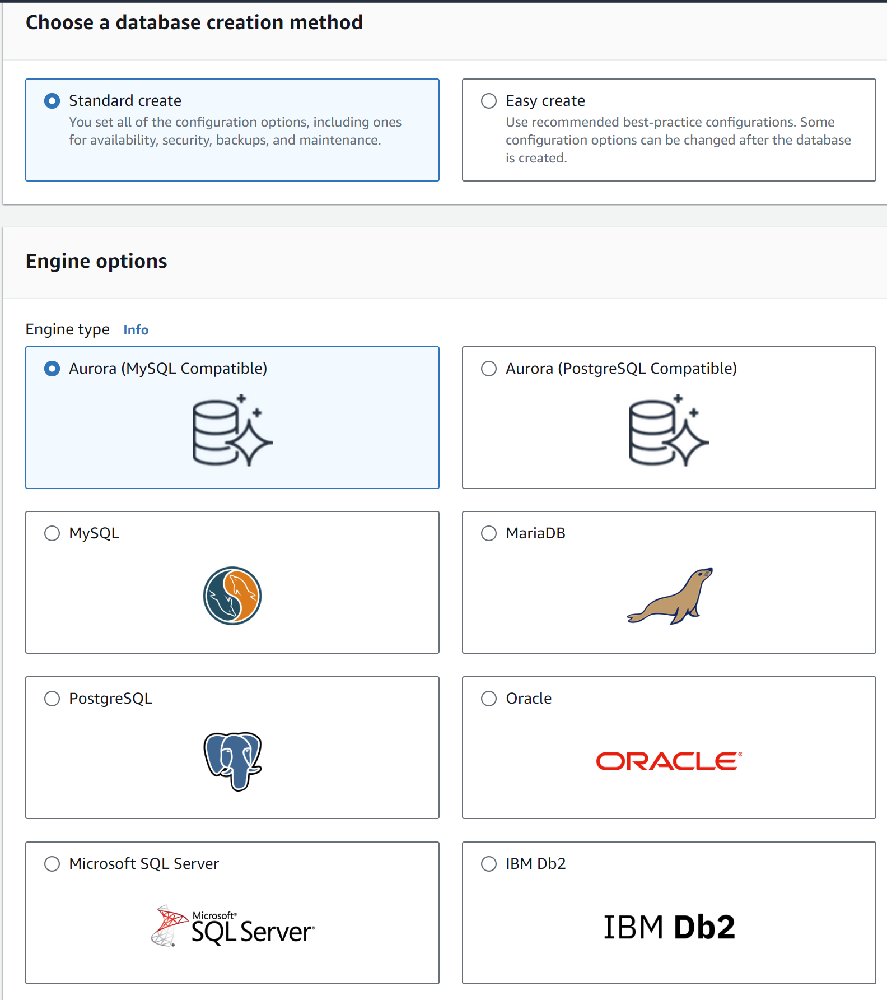 Choose a database creation method
Standard create
You set all of the configuration options, including ones
for availability, security, backups, and maintenance.
Easy create
Use recommended best-practice configurations. Some
configuration options can be changed after the database
is created.
Engine options
Engine type Info
Aurora (MySQL Compatible)
Aurora (PostgreSQL Compatible)
MySQL
MariaDB
PostgreSQL
Oracle
ORACLE®
Microsoft SQL Server
Microsoft®
SQL Server®
IBM Db2
IBM Db2